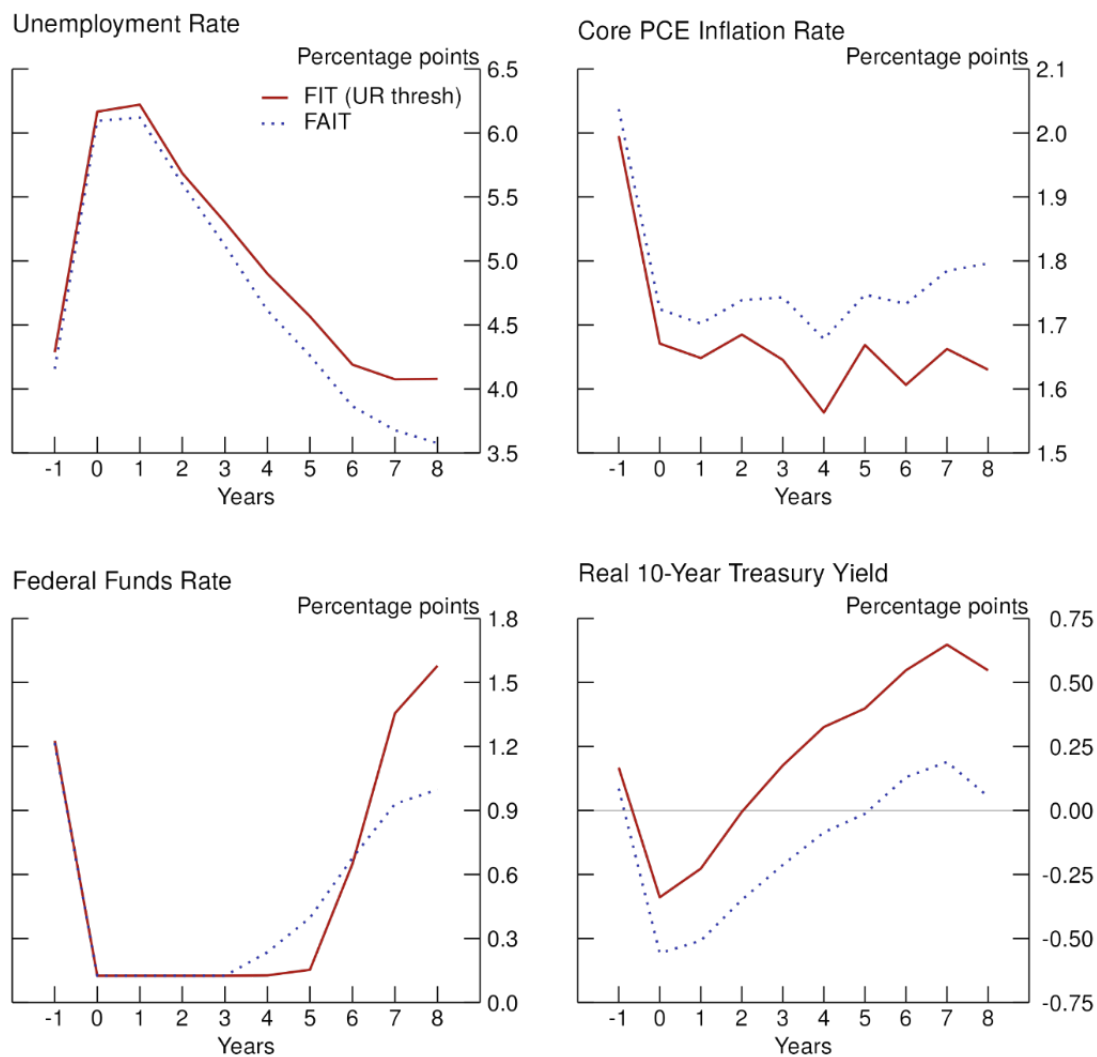 Unemployment Rate
Percentage points
6.5
FIT (UR thresh)
FAIT
6.0
5.5
5.0
4.5
4.0
3.5
-1 0 1 2 3 4 5 6 7 8
Years
Core PCE Inflation Rate
Percentage points
2.1
2.0
1.9
1.8
1.7
1.6
1.5
-1 0 1 2 3 4 5 6 7 8
Years
Federal Funds Rate
Percentage points
1.8
1.5
1.2
0.9
0.6
0.3
0.0
-1 0 1 2 3 4 5 6 7 8
Years
Real 10-Year Treasury Yield
Percentage points
0.75
0.50
0.25
0.00
-0.25
-0.50
-0.75
-1 0 1 2 3 4 5 6 7 8
Years